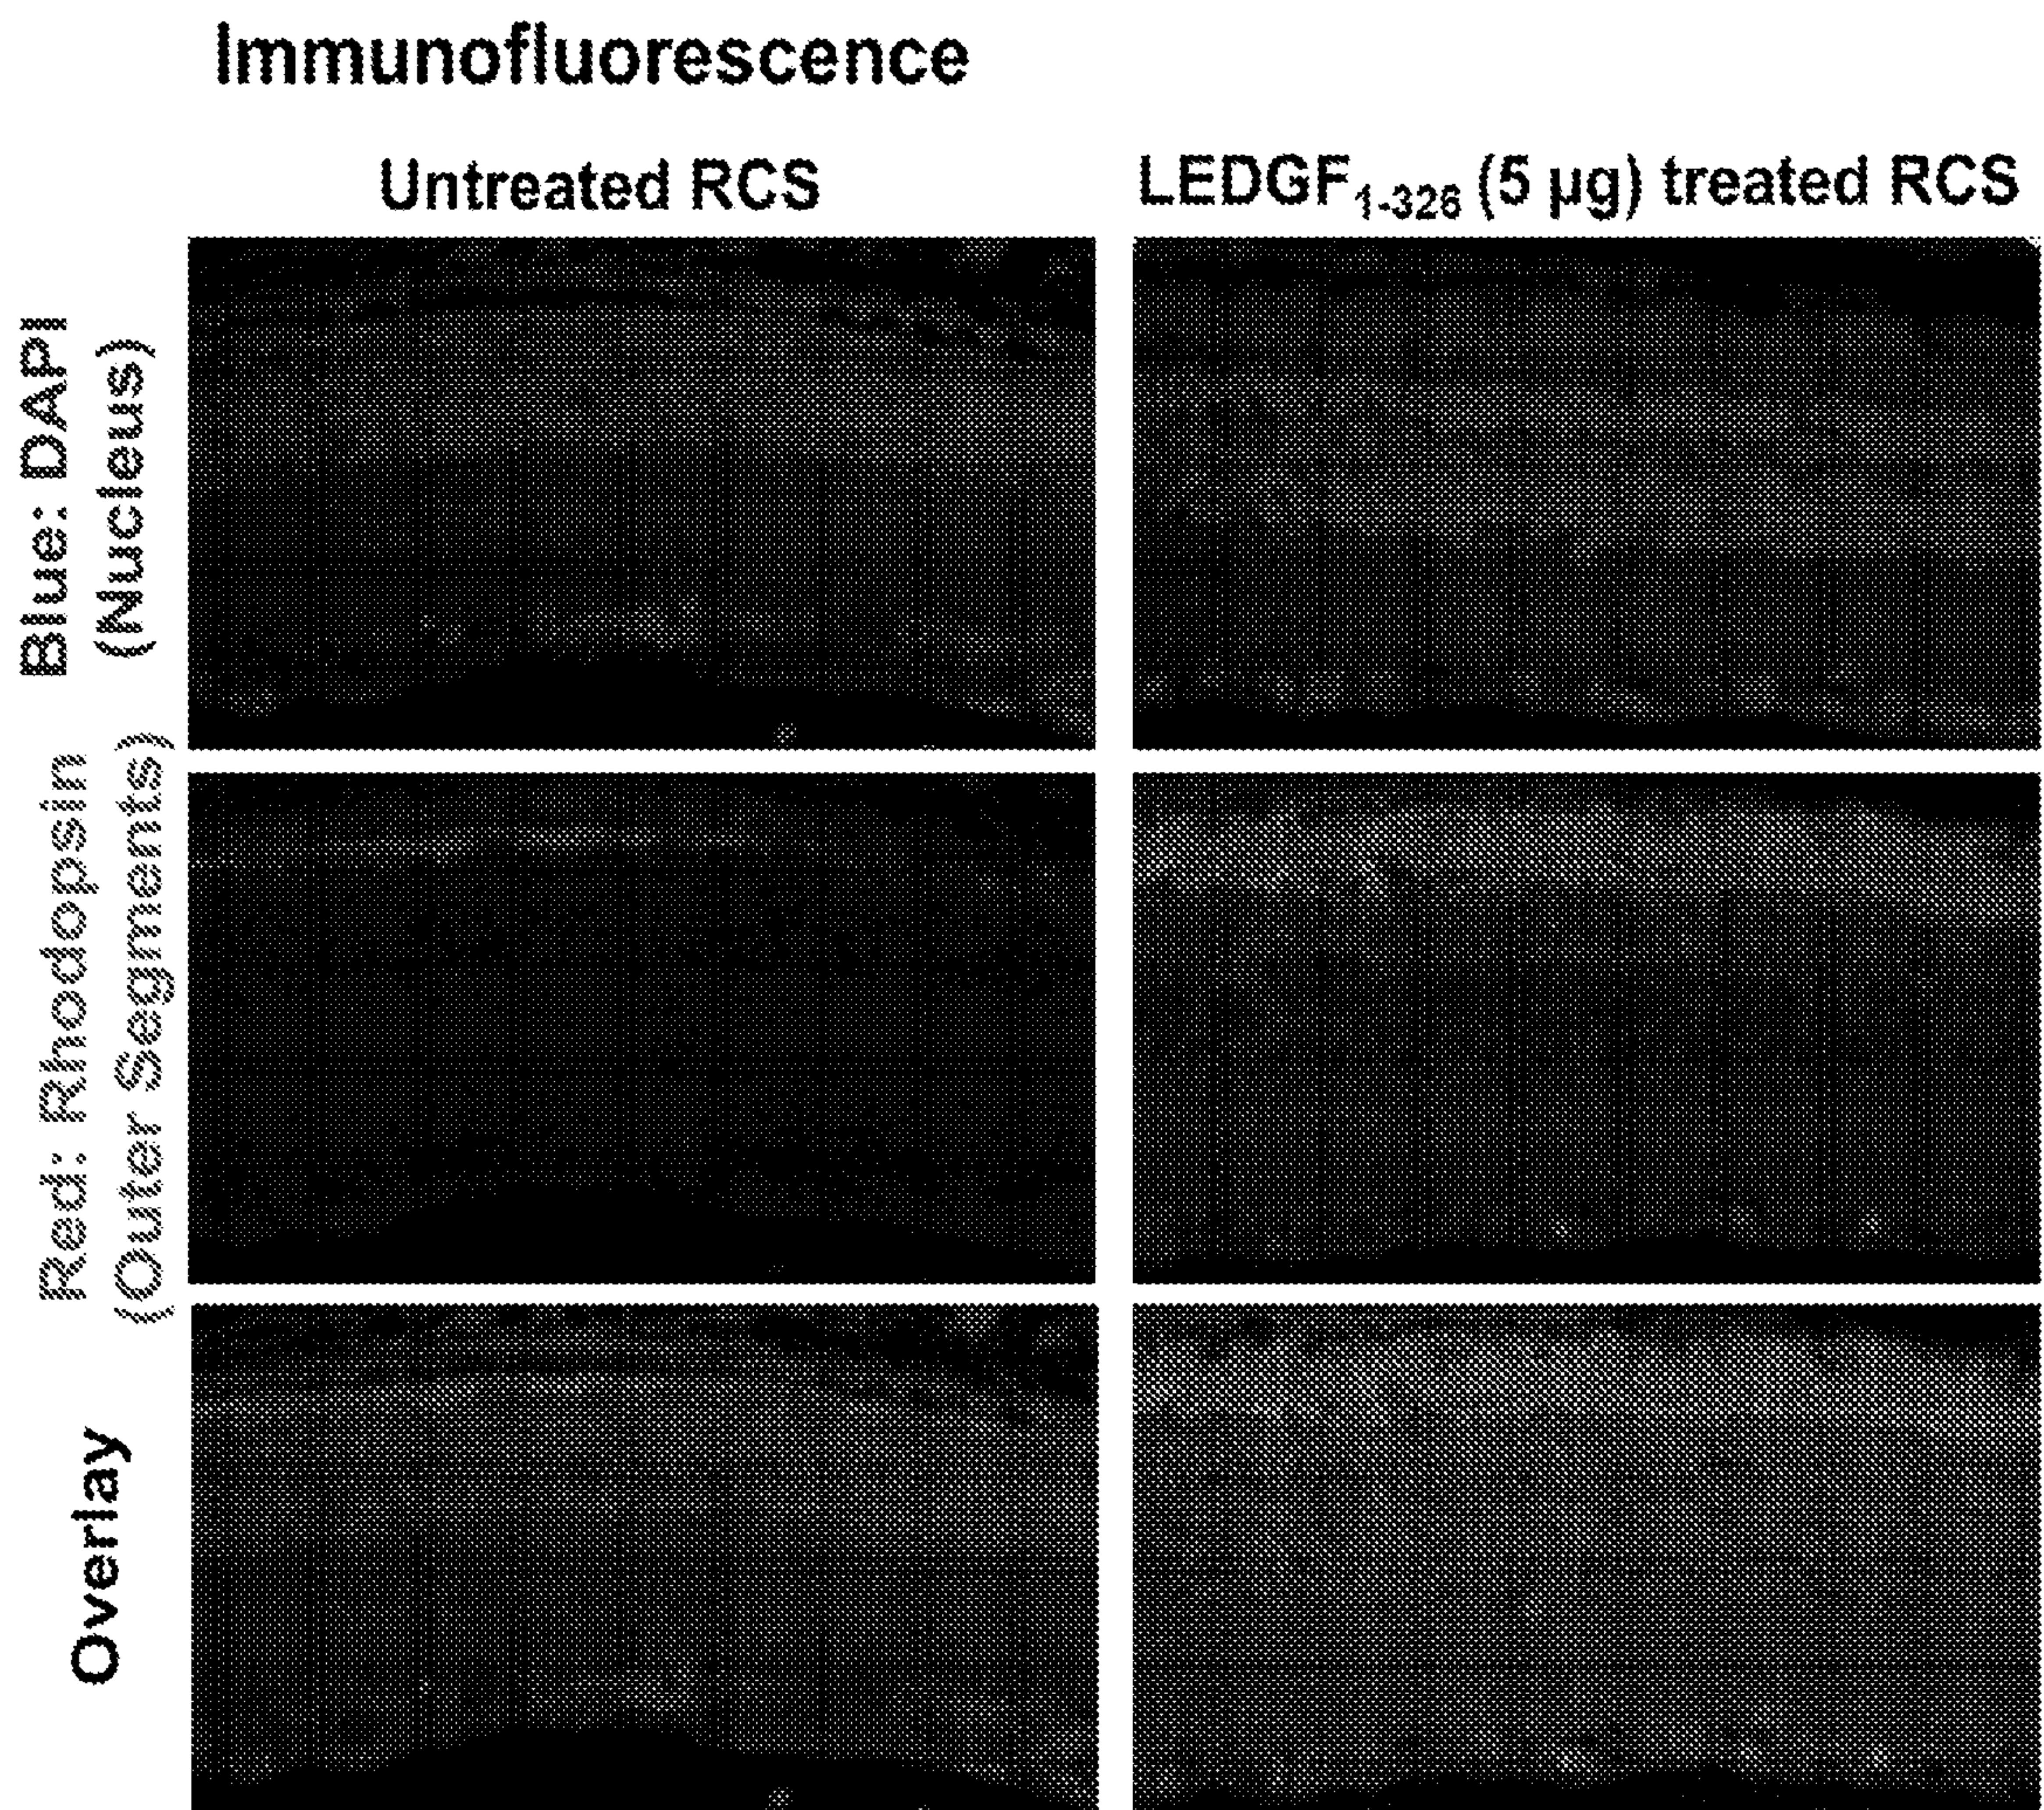 Immunofluorescence
Untreated RCS
LEDGF1-326 (5 µg) treated RCS
Blue: DAPI
(Nucleus)
Red: Rhodopsin
(Outer Segments)
Overlay